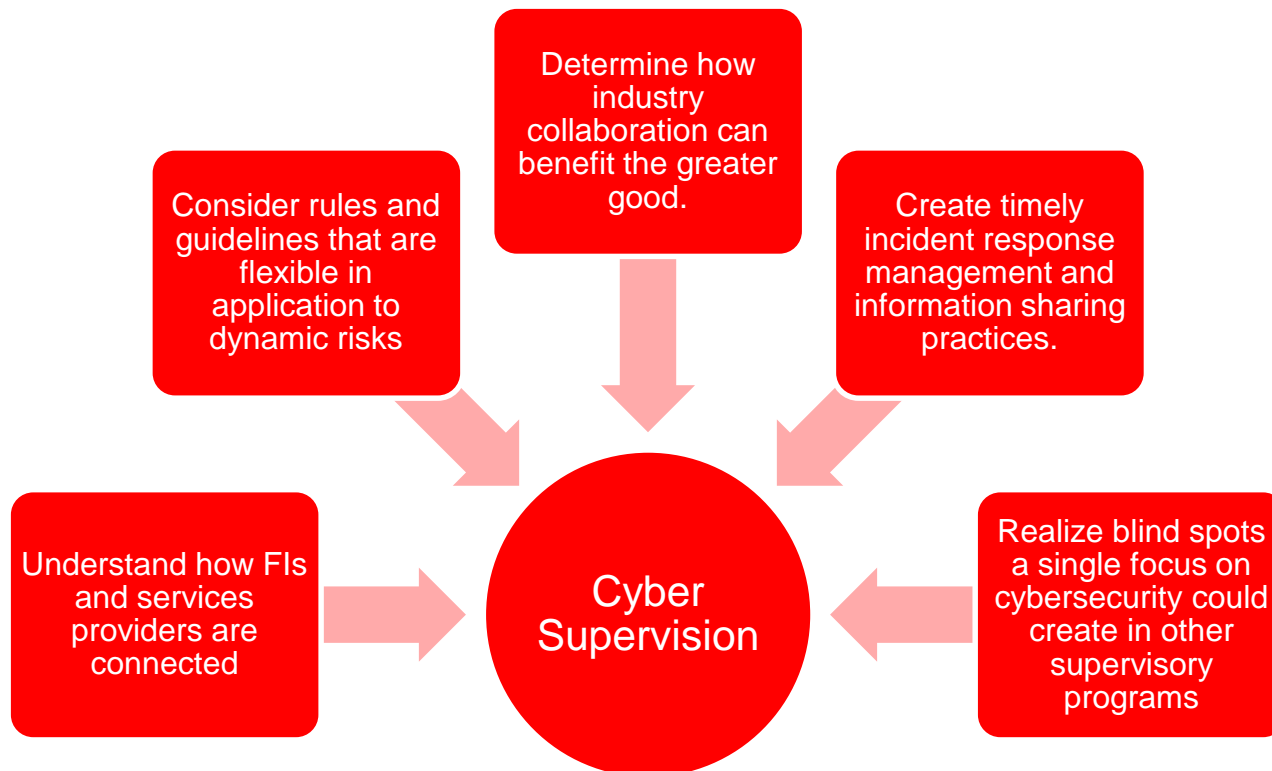 Determine how
industry
collaboration can
benefit the greater
good.
Consider rules and
guidelines that are
flexible in
application to
dynamic risks
Create timely
incident response
management and
information sharing
practices.
Understand how FIs
and services
providers are
connected
Cyber
Supervision
Realize blind spots
a single focus on
cybersecurity could
create in other
supervisory
programs